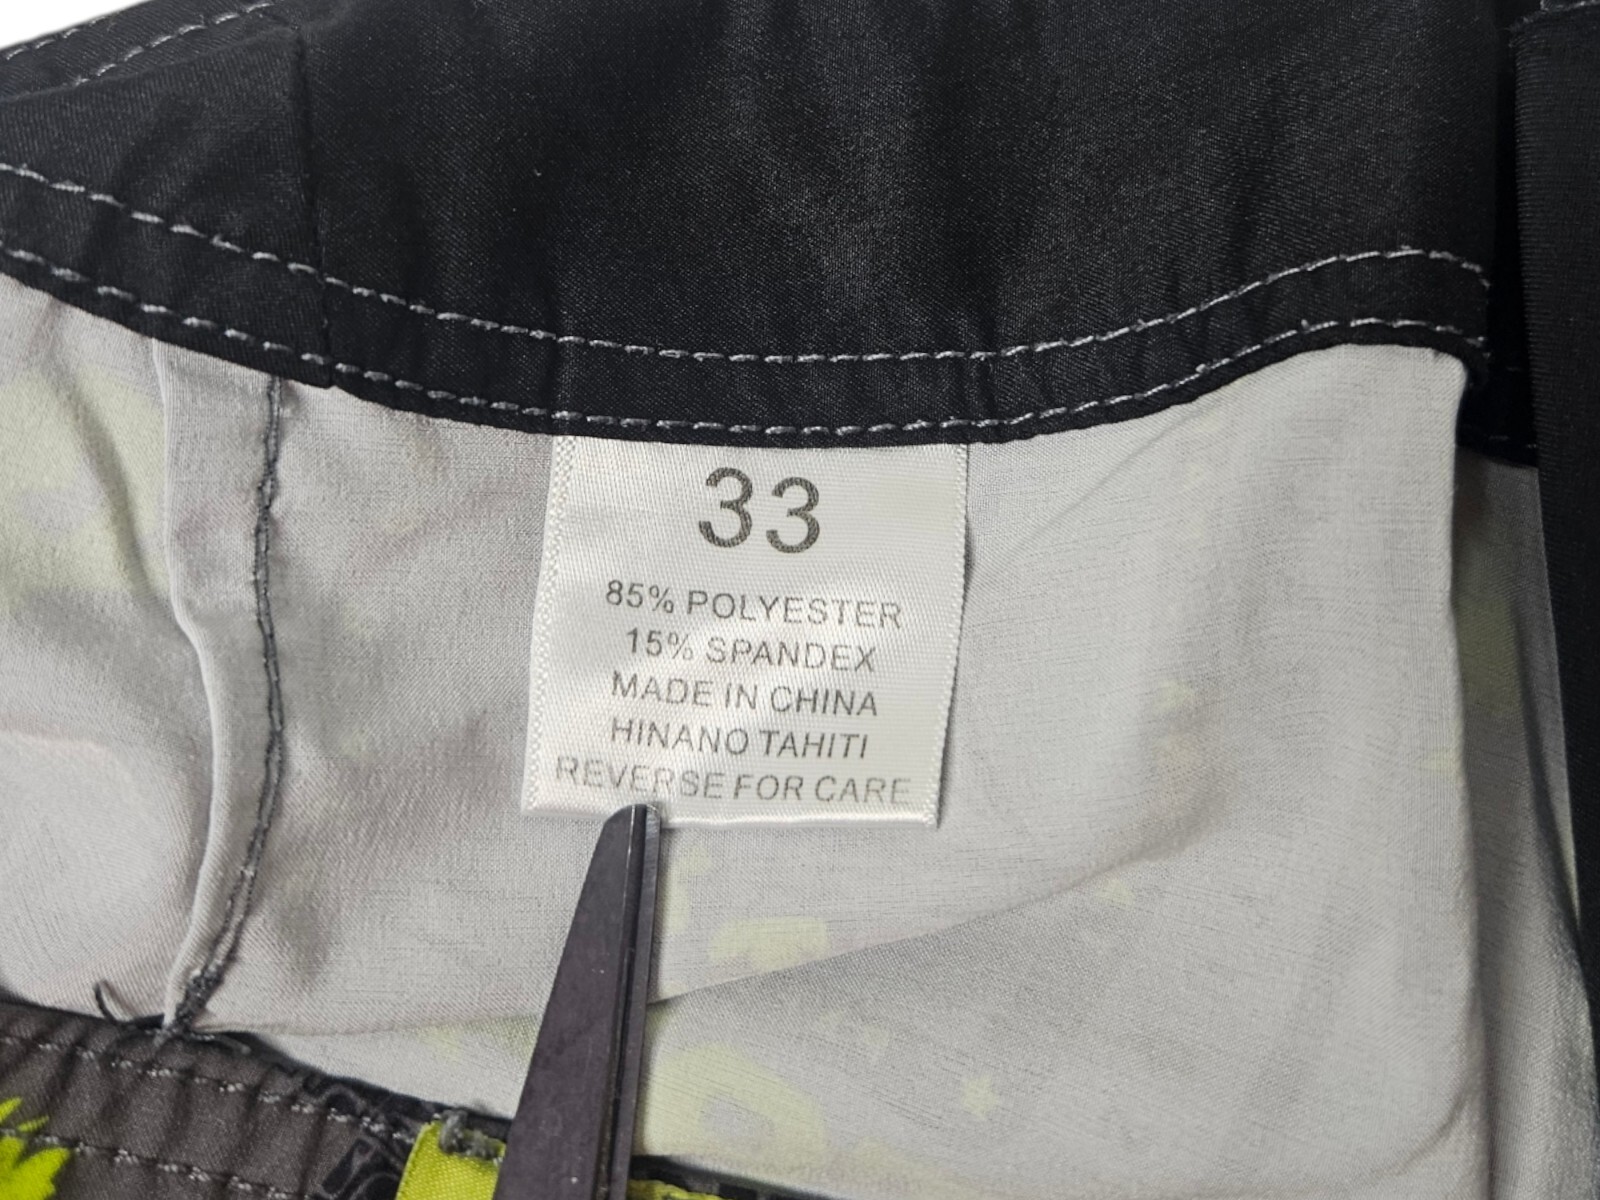 33
85% POLYESTER
15% SPANDEX
MADE IN CHINA
HINANO TAHITI
REVERSE FOR CARE